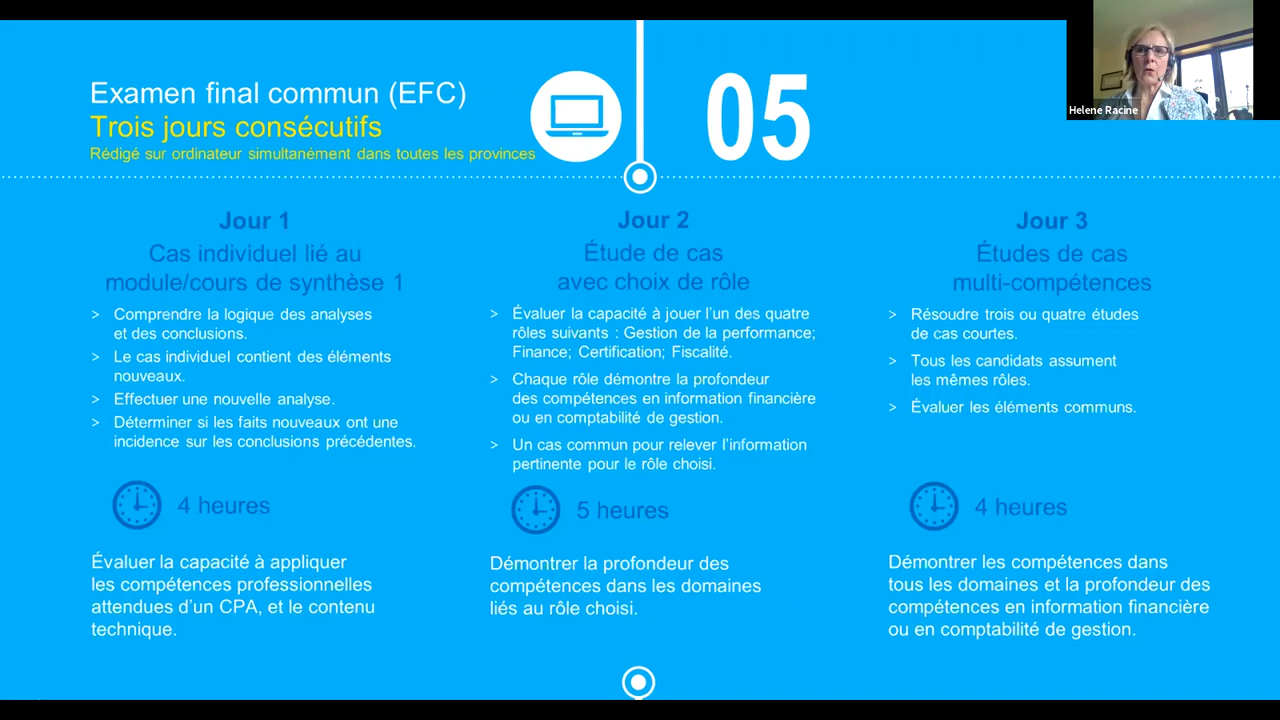 Examen final commun (EFC)
Trois jours consécutifs
Rédigé sur ordinateur simultanément dans toutes les provinces
05
Helene Racine
Jour 1
Cas individuel lié au
module/cours de synthèse 1
> Comprendre la logique des analyses
et des conclusions.
> Le cas individuel contient des éléments
nouveaux.
> Effectuer une nouvelle analyse.
> Déterminer si les faits nouveaux ont une
incidence sur les conclusions précédentes.
4 heures
Évaluer la capacité à appliquer
les compétences professionnelles
attendues d’un CPA, et le contenu
technique.
Jour 2
Étude de cas
avec choix de rôle
> Évaluer la capacité à jouer l’un des quatre
rôles suivants : Gestion de la performance;
Finance; Certification; Fiscalité.
> Chaque rôle démontre la profondeur
des compétences en information financière
ou en comptabilité de gestion.
> Un cas commun pour relever l’information
pertinente pour le rôle choisi.
5 heures
Démontrer la profondeur des
compétences dans les domaines
liés au rôle choisi.
Jour 3
Études de cas
multi-compétences
> Résoudre trois ou quatre études
de cas courtes.
> Tous les candidats assument
les mêmes rôles.
> Évaluer les éléments communs.
4 heures
Démontrer les compétences dans
tous les domaines et la profondeur des
compétences en information financière
ou en comptabilité de gestion.